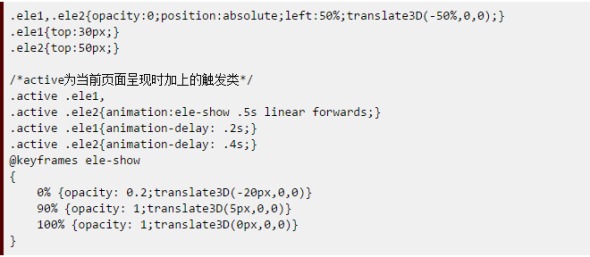 .ele1,.ele2{opacity:0;position:absolute;left:50%;translate3D(-50%,0,0);}
.ele1{top:30px;}
.ele2{top:50px;}
/*active为当前页面呈现时加上的触发类*/
.active .ele1,
.active .ele2{animation:ele-show .5s linear forwards;}
.active .ele1{animation-delay: .2s;}
.active .ele2{animation-delay: .4s;}
@keyframes ele-show
{
0% {opacity: 0.2;translate3D(-20px,0,0)}
90% {opacity: 1;translate3D(5px,0,0)}
100% {opacity: 1;translate3D(0px,0,0)}
}